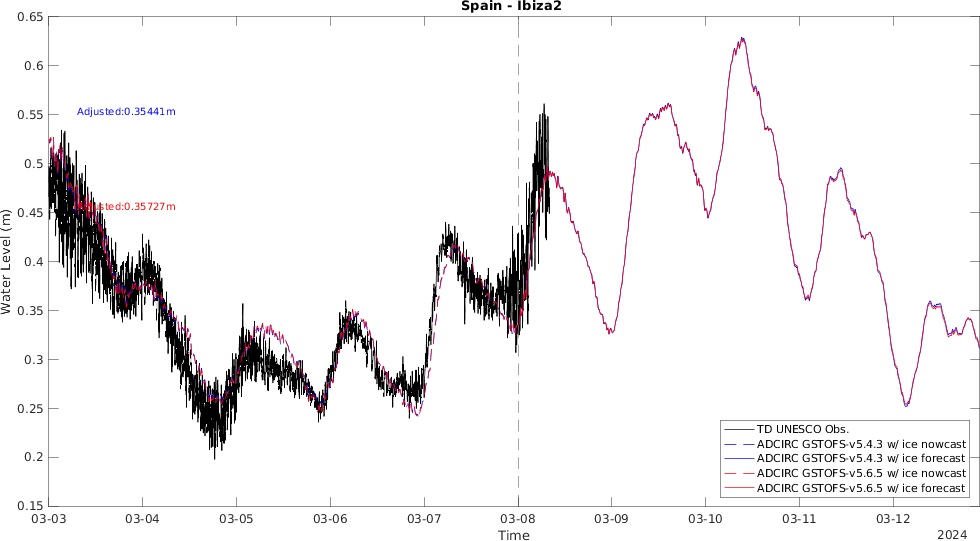 Spain - Ibiza2
0.65
0.6
0.55
0.5
0.45
0.4
0.35
0.3
0.25
0.2
0.15
Water Level (m)
Adjusted:0.35441m
Adjusted:0.35727m
TD UNESCO Obs.
ADCIRC GSTOFS-v5.4.3 w/ ice nowcast
ADCIRC GSTOFS-v5.4.3 w/ ice forecast
ADCIRC GSTOFS-v5.6.5 w/ ice nowcast
ADCIRC GSTOFS-v5.6.5 w/ ice forecast
03-03 03-04 03-05 03-06 03-07 03-08 03-09 03-10 03-11 03-12
Time
2024